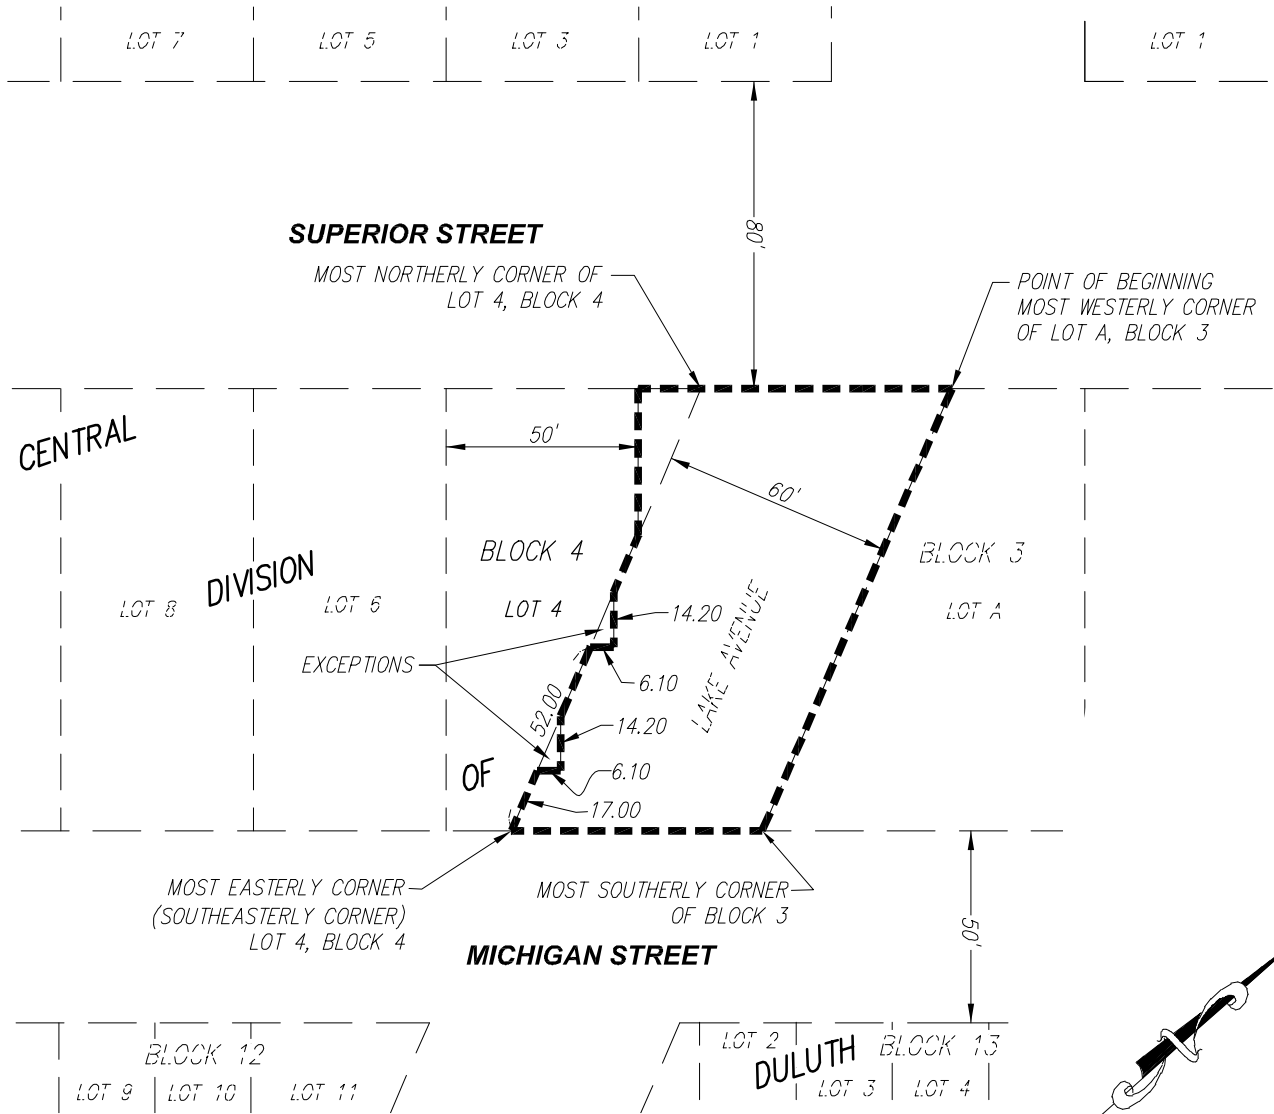 LOT 7
LOT 5
LOT 3
LOT 1
LOT 1
SUPERIOR STREET
80'
MOST NORTHERLY CORNER OF
LOT 4, BLOCK 4
POINT OF BEGINNING
MOST WESTERLY CORNER
OF LOT A, BLOCK 3
CENTRAL
50'
60'
BLOCK 4
BLOCK 3
DIVISION
LOT 8
LOT 6
LOT 4
14.20
LOT A
LAKE AVENUE
EXCEPTIONS
6.10
52.00
14.20
OF
6.10
17.00
MOST EASTERLY CORNER
(SOUTHEASTERLY CORNER)
LOT 4, BLOCK 4
MOST SOUTHERLY CORNER
OF BLOCK 3
50'
MICHIGAN STREET
BLOCK 12
LOT 9
LOT 10
LOT 11
LOT 2
DULUTH
BLOCK 13
LOT 3
LOT 4